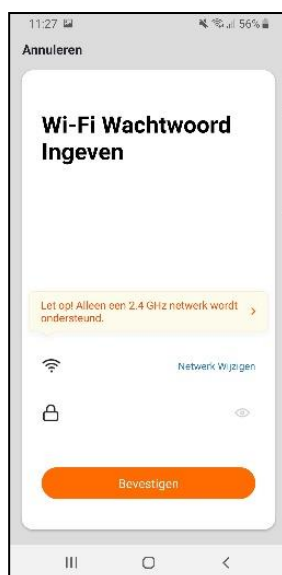 11:27 56%
Annuleren
Wi-Fi Wachtwoord
Ingeven
Let op! Alleen een 2.4 GHz netwerk wordt
ondersteund.
Netwerk Wijzigen
Bevestigen